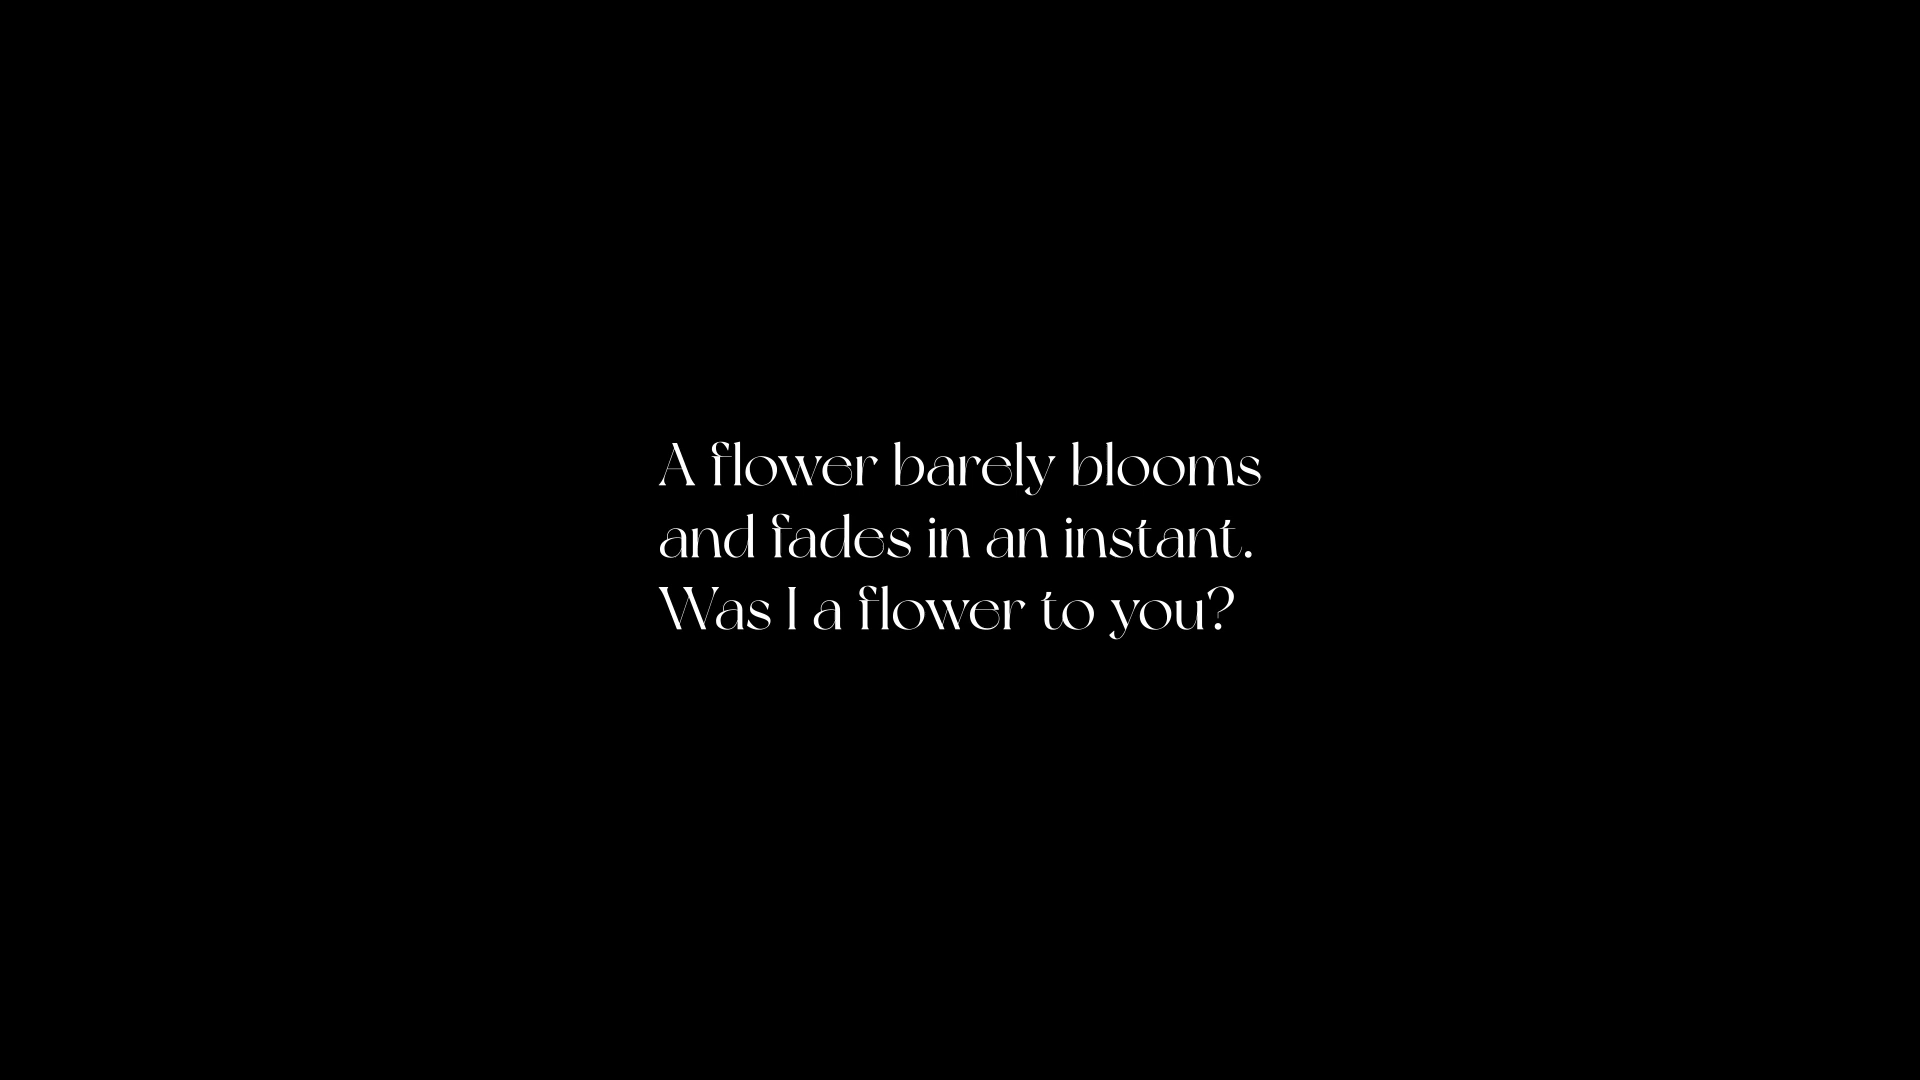 A flower barely blooms
and fades in an instant.
Was I a flower to you?